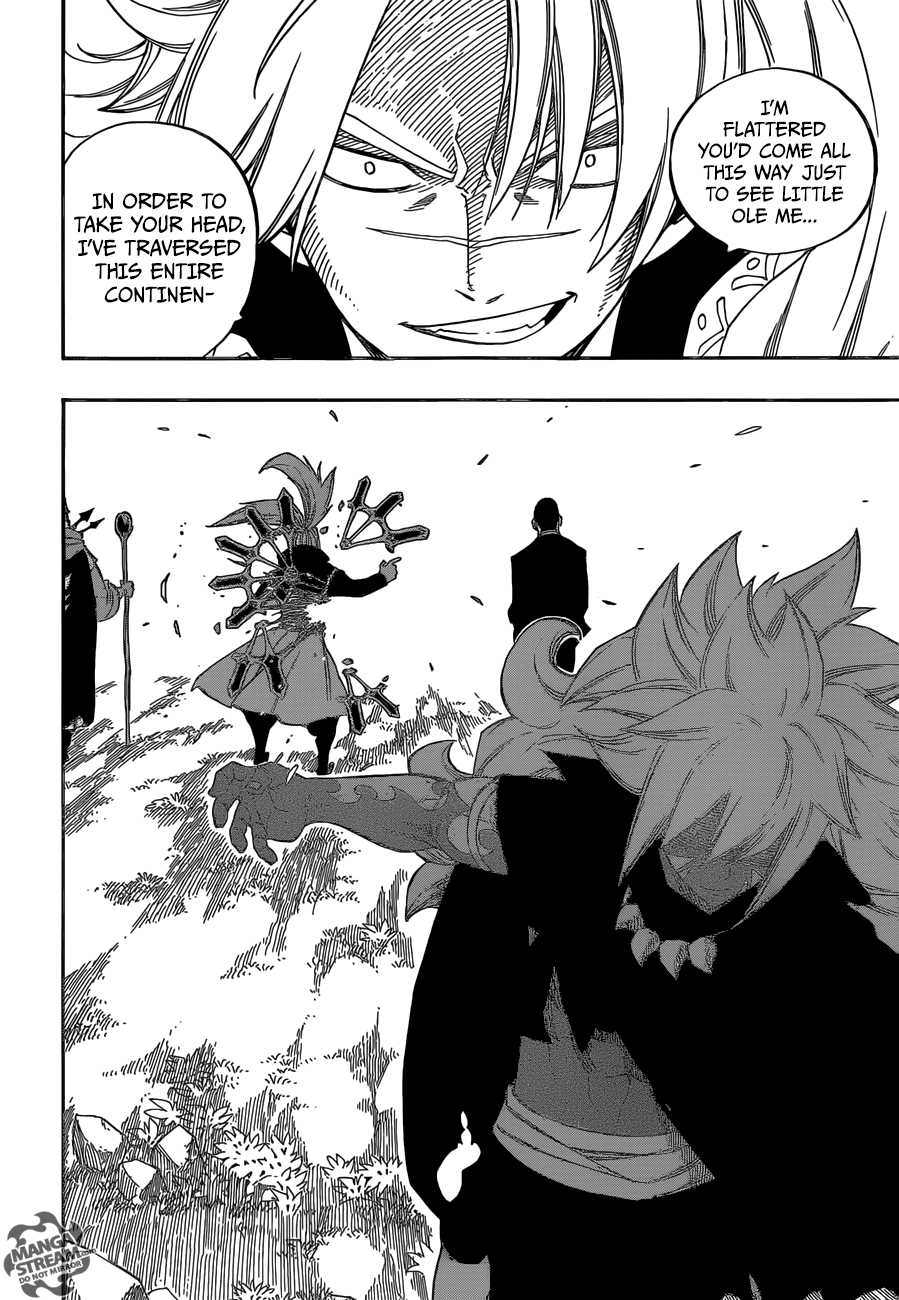 I'M
FLATTERED
YOU'D COME ALL
THIS WAY JUST
TO SEE LITTLE
OLE ME...
IN ORDER TO
TAKE YOUR HEAD,
I'VE TRAVERSED
THIS ENTIRE
CONTINEN-
MANGA
STREAM.com
DO NOT MIRROR